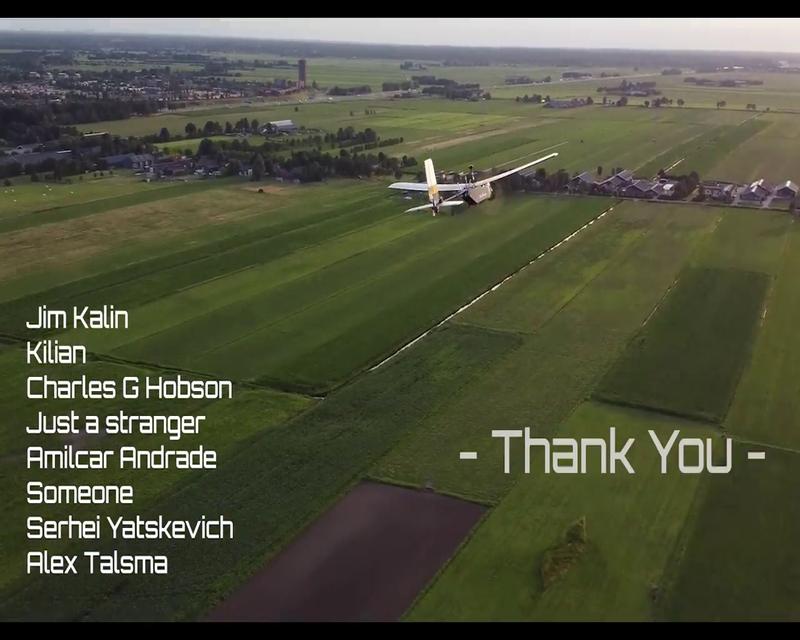 Jim Kalin
Kilian
Charles G Hobson
Just a stranger
Amilcar Andrade
Someone
Serhei Yatskevich
Alex Talsma
- Thank You -